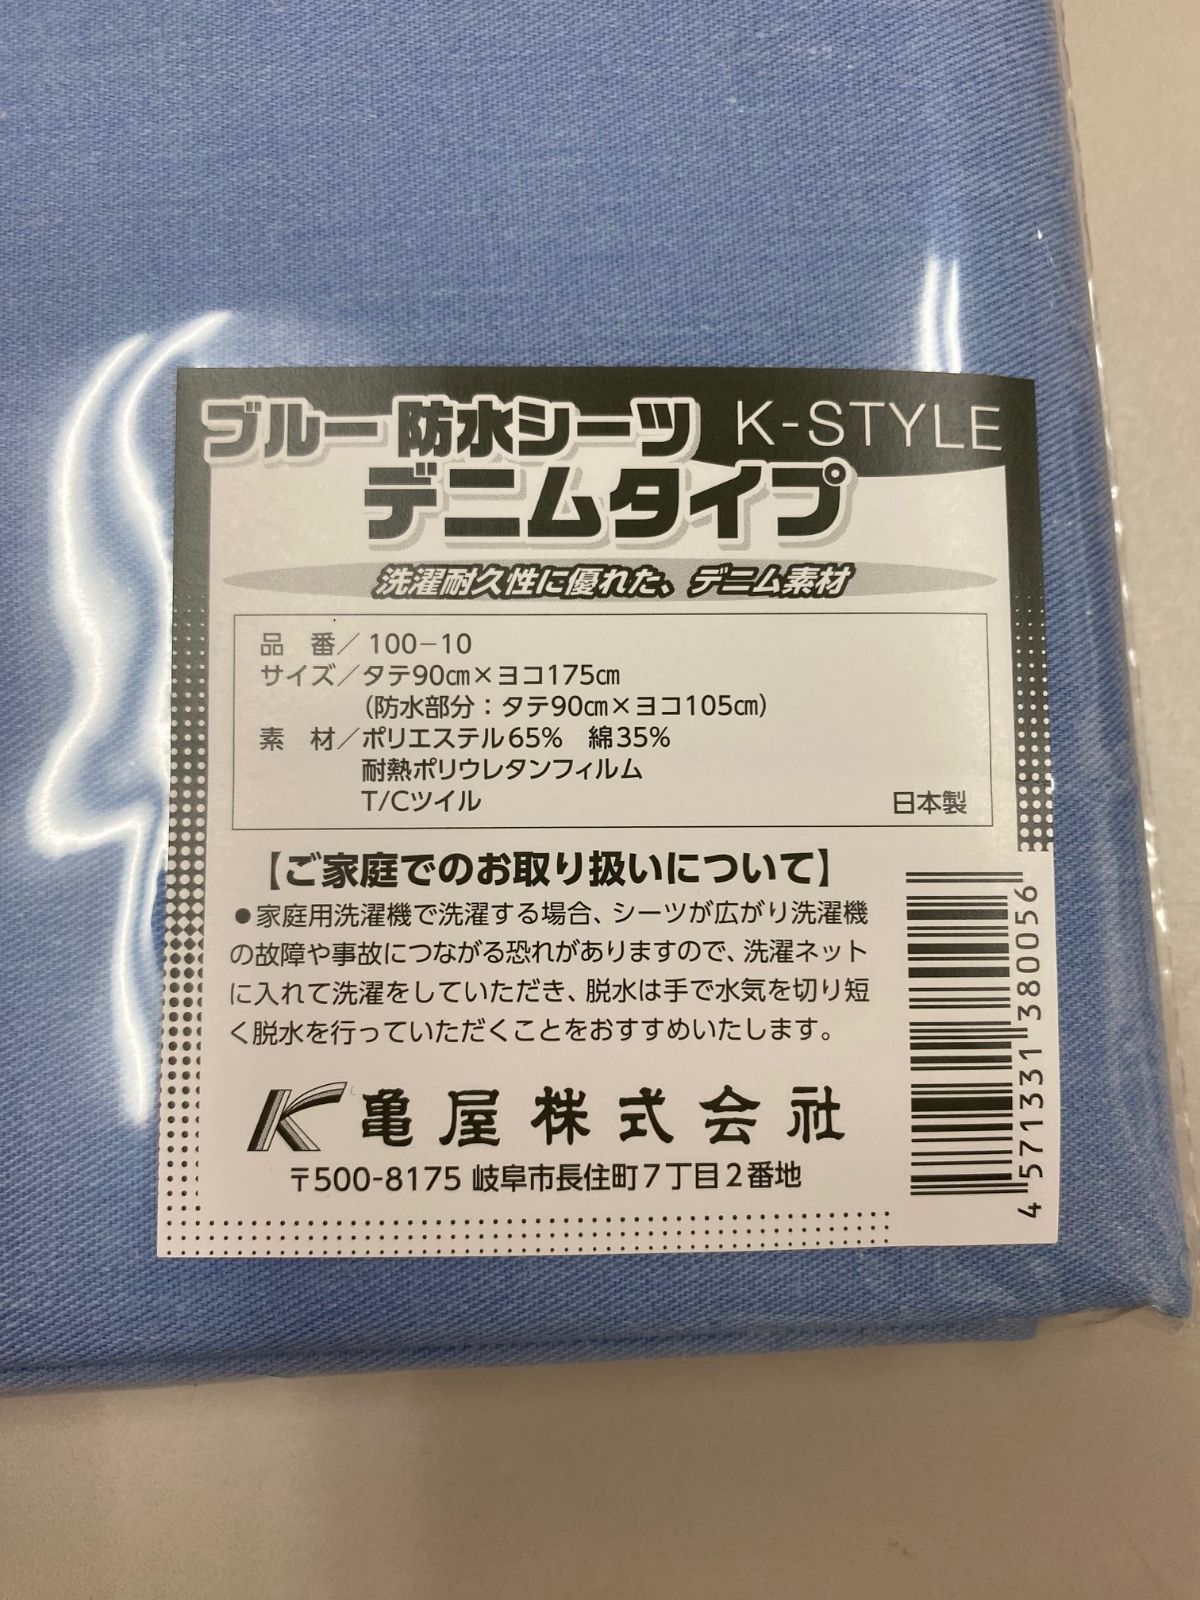 ブルー 防水シーツ K-STYLE
デニムタイプ
洗濯耐久性に優れた、デニム素材
品　番／ 100-10
サイズ／タテ90㎝×ヨコ175㎝
(防水部分：タテ90㎝×ヨコ105㎝)
素　材／ポリエステル65%　綿35%
耐熱ポリウレタンフィルム
T/Cツイル　日本製
【ご家庭でのお取り扱いについて】
●家庭用洗濯機で洗濯する場合、シーツが広がり洗濯機
の故障や事故につながる恐れがありますので、洗濯ネット
に入れて洗濯をしていただき、脱水は手で水気を切り短
く脱水を行っていただくことをおすすめいたします。
K 亀屋株式会社
〒500-8175 岐阜市長住町７丁目２番地
4 571331 380056